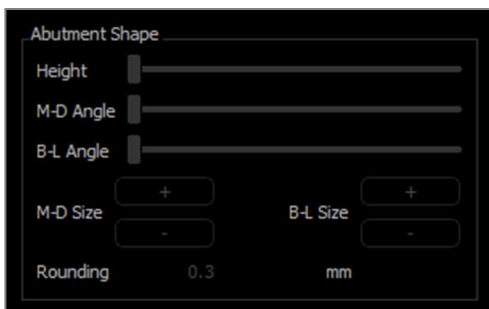 Abutment Shape
Height
M-D Angle
B-L Angle
M-D Size + - B-L Size + -
Rounding 0.3 mm